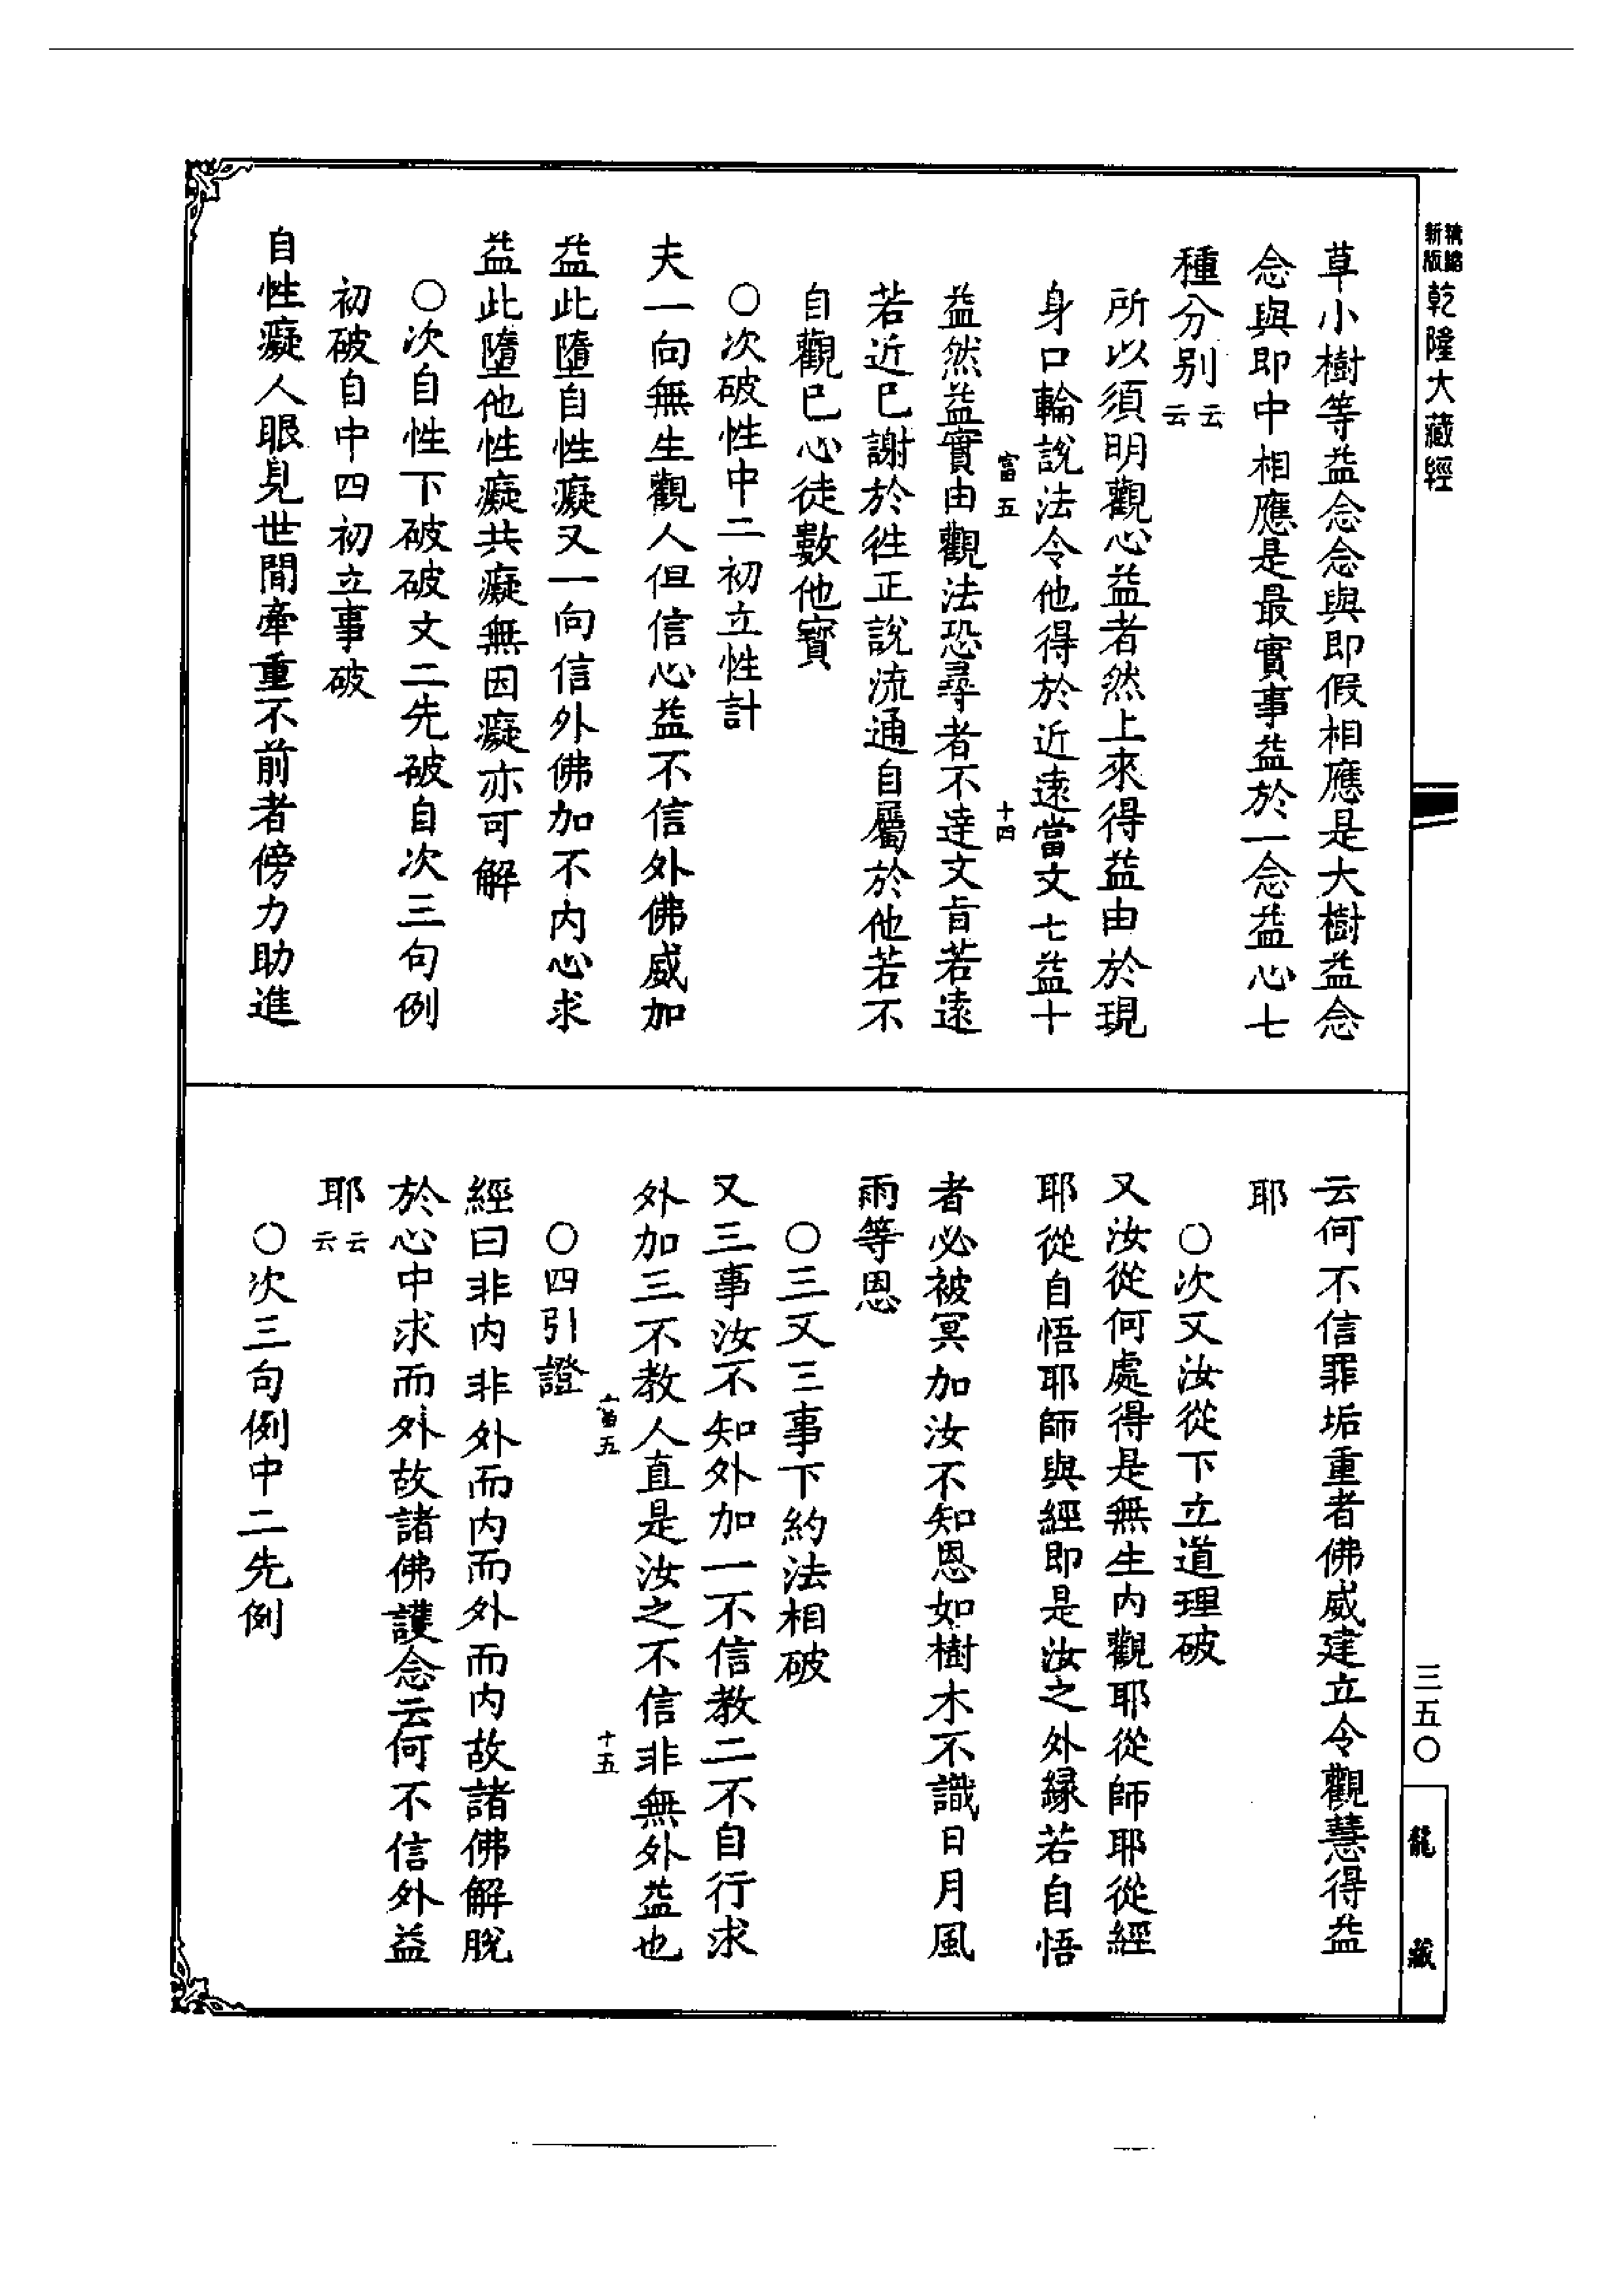 新版
精縮
乾隆大藏經
草小樹等益念念與即假相應是大樹益念
念與即中相應是最實事益於一念益心七
種分別云云
所以須明觀心益者然上來得益由於現
身口輪說法令他得於近遠當文七益十
富五
十四
益然益實由觀法恐尋者不達文旨若遠
若近已謝於往正說流通自屬於他若不
自觀已心徒數他寶
○次破性中二初立性計
夫一向無生觀人但信心益不信外佛威加
益此墮自性癡又一向信外佛加不內心求
益此墮他性癡共癡無因癡亦可解
○次自性下破破文二先破自次三句例
初破自中四初立事破
自性癡人眼見世間牽重不前者傍力助進
云何不信罪垢重者佛威建立令觀慧得益
耶
○次又汝從下立道理破
又汝從何處得是無生內觀耶從師耶從經
耶從自悟耶師與經即是汝之外緣若自悟
者必被冥加汝不知恩如樹木不識日月風
雨等恩
○三又三事下約法相破
又三事汝不知外加一不信教二不自行求
外加三不教人直是汝之不信非無外益也
富五
十五
○四引證
經曰非內非外而內而外而內故諸佛解脫
於心中求而外故諸佛護念云何不信外益
耶云云
○次三句例中二先例
三五〇
龍藏